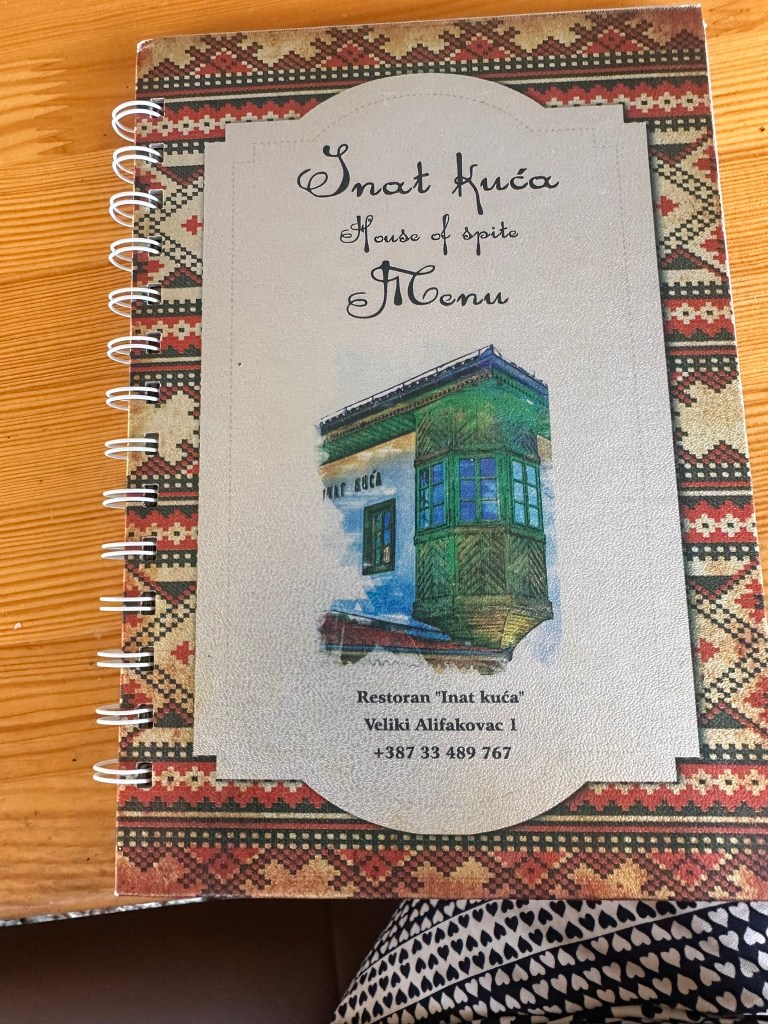 Inat kuća
House of spite
Menu
INAT KUĆA
Restoran "Inat kuća"
Veliki Alifakovac 1
+387 33 489 767